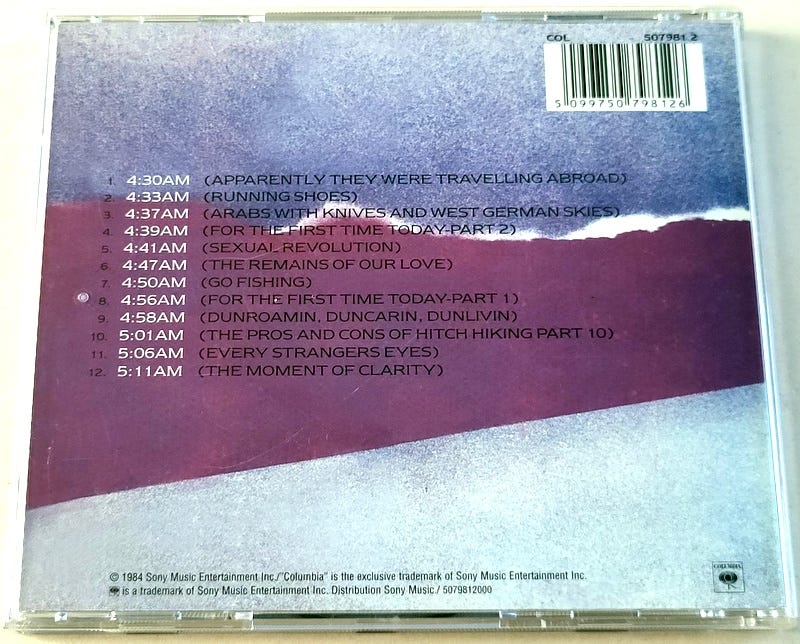 COL 507981 2
5 099750 798126
1. 4:30AM (APPARENTLY THEY WERE TRAVELLING ABROAD)
2. 4:33AM (RUNNING SHOES)
3. 4:37AM (ARABS WITH KNIVES AND WEST GERMAN SKIES)
4. 4:39AM (FOR THE FIRST TIME TODAY-PART 2)
5. 4:41AM (SEXUAL REVOLUTION)
6. 4:47AM (THE REMAINS OF OUR LOVE)
7. 4:50AM (GO FISHING)
8. 4:56AM (FOR THE FIRST TIME TODAY-PART 1)
9. 4:58AM (DUNROAMIN, DUNCARIN, DUNLIVIN)
10. 5:01AM (THE PROS AND CONS OF HITCH HIKING PART 10)
11. 5:06AM (EVERY STRANGERS EYES)
12. 5:11AM (THE MOMENT OF CLARITY)
© 1984 Sony Music Entertainment Inc./"Columbia" is the exclusive trademark of Sony Music Entertainment Inc.
is a trademark of Sony Music Entertainment Inc. Distribution Sony Music./ 5079812000
COLUMBIA